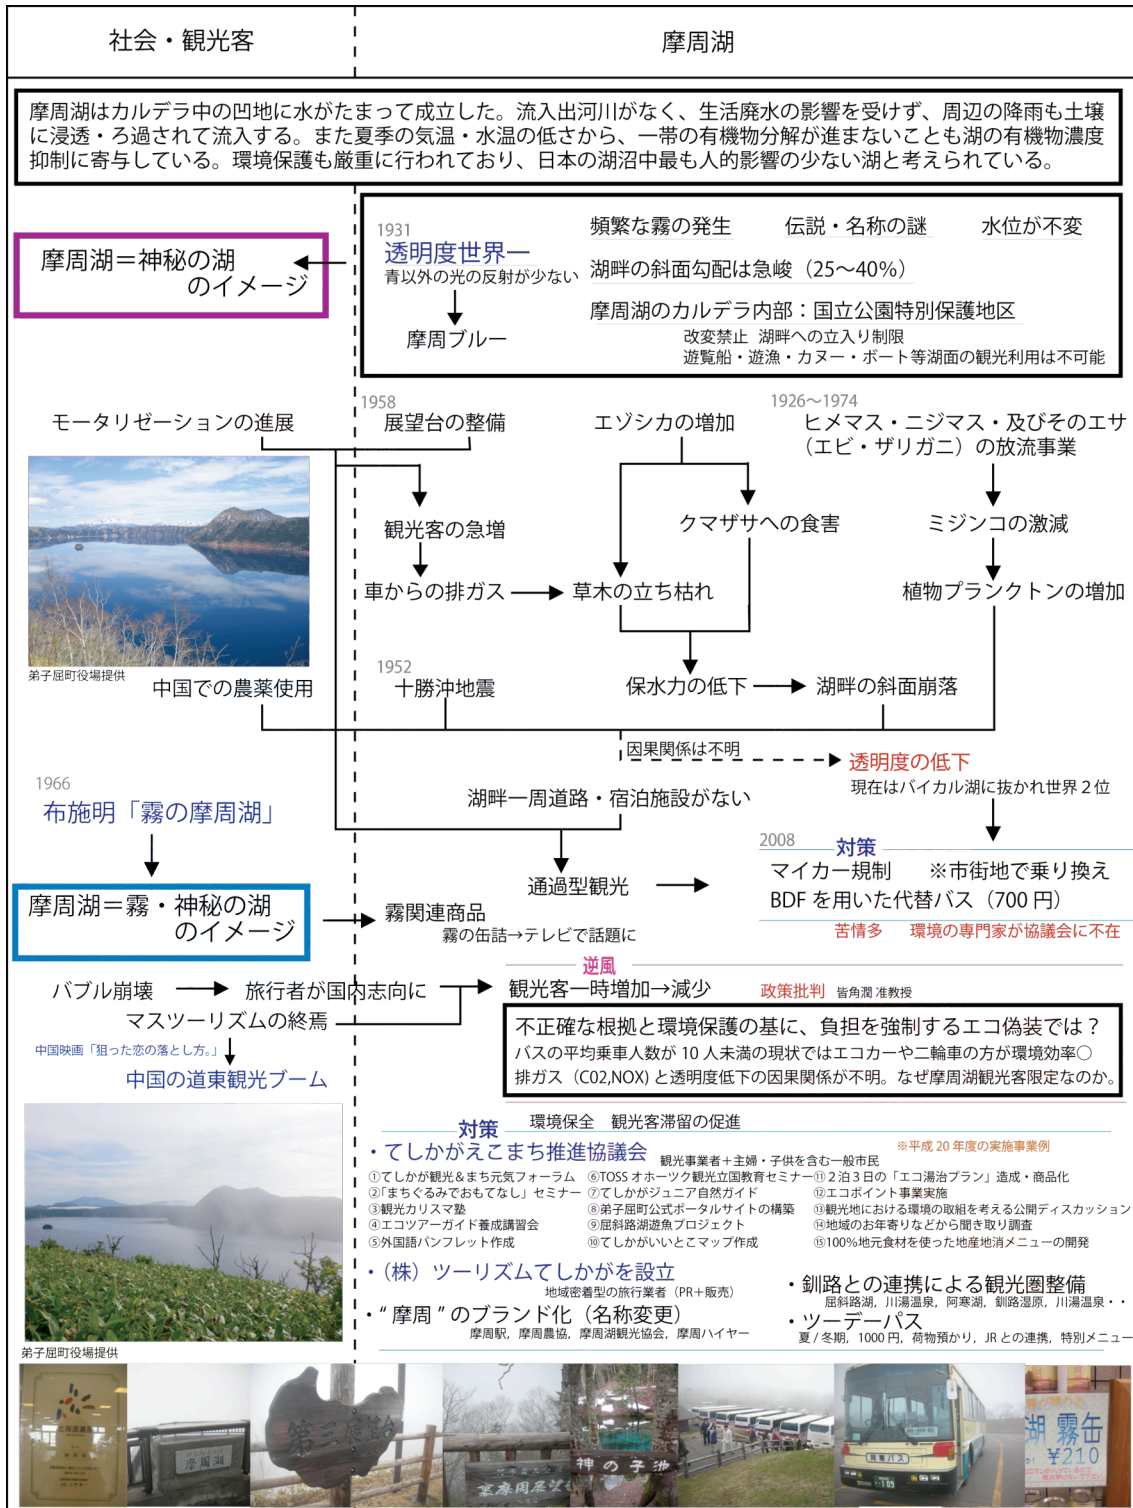 社会・観光客
摩周湖
摩周湖はカルデラ中の凹地に水がたまって成立した。流入出河川がなく、生活廃水の影響を受けず、周辺の降雨も土壌
に浸透・ろ過されて流入する。また夏季の気温・水温の低さから、一帯の有機物分解が進まないことも湖の有機物濃度
抑制に寄与している。環境保護も厳重に行われており、日本の湖沼中最も人的影響の少ない湖と考えられている。
摩周湖＝神秘の湖
のイメージ
1931
透明度世界一
青以外の光の反射が少ない
摩周ブルー
頻繁な霧の発生 伝説・名称の謎 水位が不変
湖畔の斜面勾配は急峻（25～40%）
摩周湖のカルデラ内部：国立公園特別保護地区
改変禁止 湖畔への立入り制限
遊覧船・遊漁・カヌー・ボート等湖面の観光利用は不可能
モータリゼーションの進展
1958
展望台の整備
エゾシカの増加
1926～1974
ヒメマス・ニジマス・及びそのエサ
（エビ・ザリガニ）の放流事業
観光客の急増
クマザサへの食害
ミジンコの激減
車からの排ガス
草木の立ち枯れ
植物プランクトンの増加
弟子屈町役場提供
中国での農薬使用
1952
十勝沖地震
保水力の低下
湖畔の斜面崩落
因果関係は不明
透明度の低下
現在はバイカル湖に抜かれ世界２位
1966
布施明「霧の摩周湖」
湖畔一周道路・宿泊施設がない
通過型観光
2008
対策
マイカー規制 ※市街地で乗り換え
BDF を用いた代替バス（700 円）
苦情多 環境の専門家が協議会に不在
摩周湖＝霧・神秘の湖
のイメージ
霧関連商品
霧の缶詰→テレビで話題に
逆風
バブル崩壊
旅行者が国内志向に
マスツーリズムの終焉
観光客一時増加→減少
政策批判 皆角潤 准教授
中国映画「狙った恋の落とし方。」
中国の道東観光ブーム
不正確な根拠と環境保護の基に、負担を強制するエコ偽装では？
バスの平均乗車人数が 10 人未満の現状ではエコカーや二輪車の方が環境効率○
排ガス（C02,NOX) と透明度低下の因果関係が不明。なぜ摩周湖観光客限定なのか。
対策
環境保全 観光客滞留の促進
・てしかがえこまち推進協議会
観光事業者＋主婦・子供を含む一般市民
※平成 20 年度の実施事業例
①てしかが観光＆まち元気フォーラム ⑥TOSS オホーツク観光立国教育セミナー ⑪２泊３日の「エコ湯治プラン」造成・商品化
②「まちぐるみでおもてなし」セミナー ⑦てしかがジュニア自然ガイド ⑫エコポイント事業実施
③観光カリスマ塾 ⑧弟子屈町公式ポータルサイトの構築 ⑬観光地における環境の取組を考える公開ディスカッション
④エコツアーガイド養成講習会 ⑨屈斜路湖遊魚プロジェクト ⑭地域のお年寄りなどから聞き取り調査
⑤外国語パンフレット作成 ⑩てしかがいいとこマップ作成 ⑮100%地元食材を使った地産地消メニューの開発
・（株）ツーリズムてしかがを設立
地域密着型の旅行業者（PR＋販売）
・“ 摩周 ” のブランド化（名称変更）
摩周駅，摩周農協，摩周湖観光協会，摩周ハイヤー
・釧路との連携による観光圏整備
屈斜路湖，川湯温泉，阿寒湖，釧路湿原，川湯温泉・・
・ツーデーパス
夏 / 冬期，1000 円，荷物預かり，JR との連携，特別メニュー
弟子屈町役場提供
北海道遺産
摩周湖
裏摩周展望台
神の子池
湖 霧缶
¥210